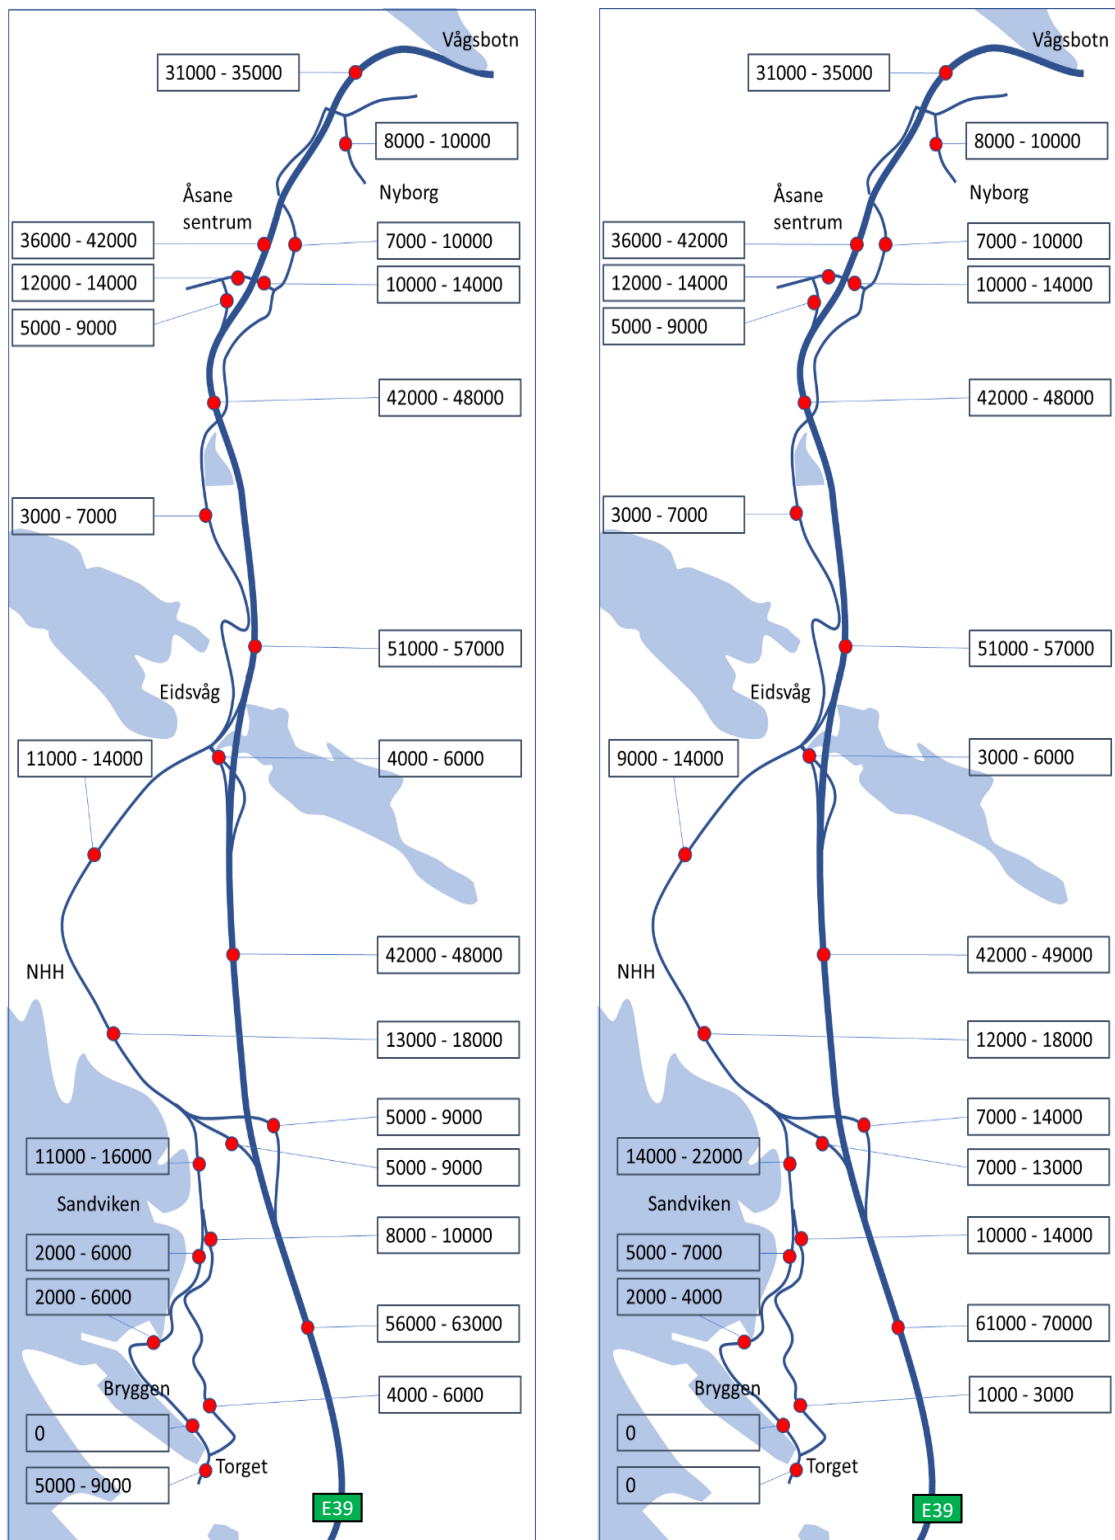 Vågsbotn
31000 - 35000
8000 - 10000
Åsane
sentrum
Nyborg
36000 - 42000
7000 - 10000
12000 - 14000
10000 - 14000
5000 - 9000
42000 - 48000
3000 - 7000
51000 - 57000
Eidsvåg
11000 - 14000
4000 - 6000
42000 - 48000
NHH
13000 - 18000
5000 - 9000
11000 - 16000
5000 - 9000
Sandviken
8000 - 10000
2000 - 6000
2000 - 6000
56000 - 63000
Bryggen
4000 - 6000
0
Torget
5000 - 9000
E39
Vågsbotn
31000 - 35000
8000 - 10000
Åsane
sentrum
Nyborg
36000 - 42000
7000 - 10000
12000 - 14000
10000 - 14000
5000 - 9000
42000 - 48000
3000 - 7000
51000 - 57000
Eidsvåg
9000 - 14000
3000 - 6000
42000 - 49000
NHH
12000 - 18000
7000 - 14000
14000 - 22000
7000 - 13000
Sandviken
10000 - 14000
5000 - 7000
2000 - 4000
61000 - 70000
Bryggen
1000 - 3000
0
Torget
0
E39